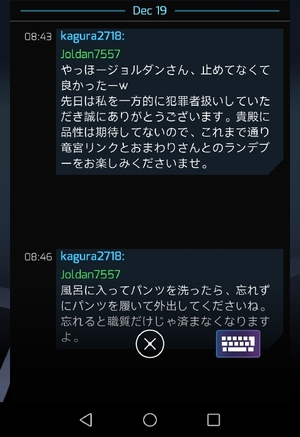 Dec 19
08:43 kagura2718:
Joldan7557
やっほージョルダンさん、止めてなくて
良かったーw
先日は私を一方的に犯罪者扱いしていた
だき誠にありがとうございます。貴殿に
品性は期待してないので、これまで通り
竜宮リンクとおまわりさんとのランデブ
ーをお楽しみくださいませ。
08:46 kagura2718:
Joldan7557
風呂に入ってパンツを洗ったら、忘れず
にパンツを履いて外出してくださいね。
忘れると職質だけじゃ済まなくなります
よ。